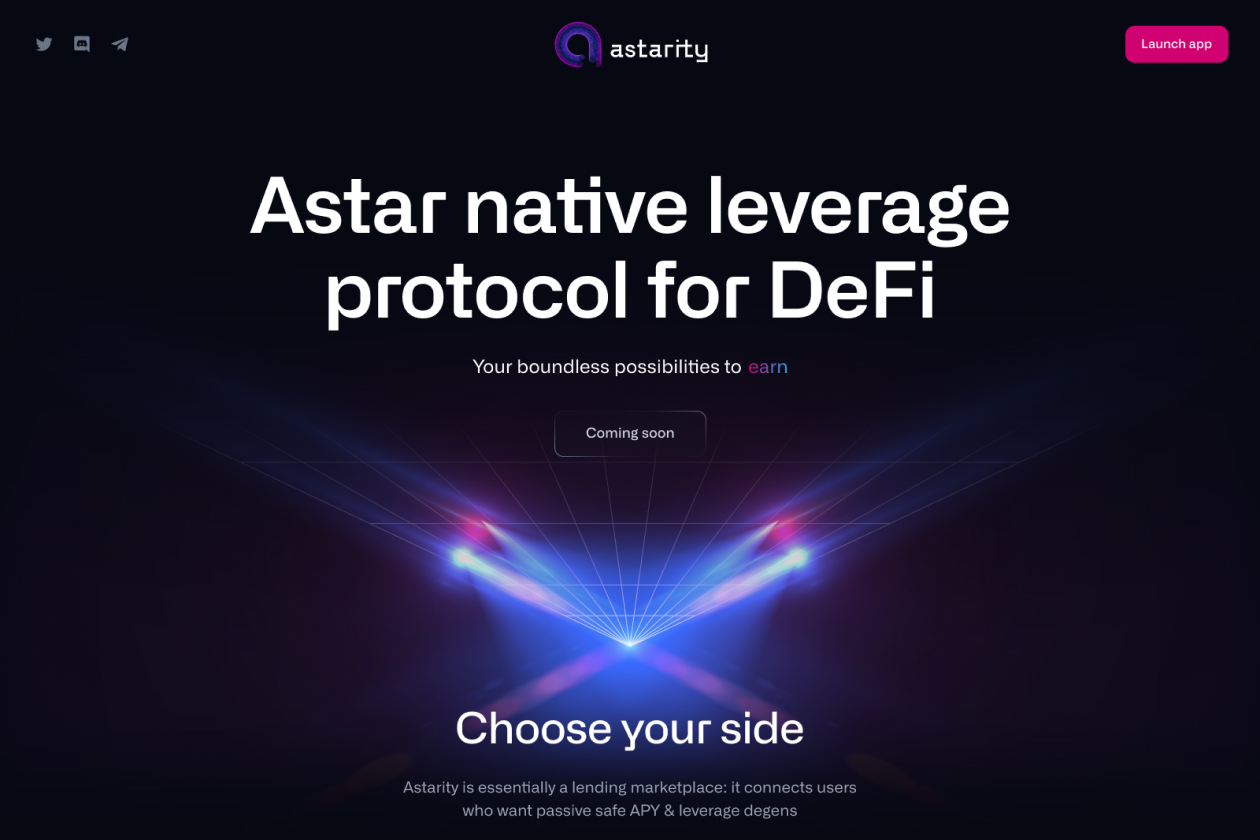 astarity
Launch app
Astar native leverage
protocol for DeFi
Your boundless possibilities to earn
Coming soon
Choose your side
Astarity is essentially a lending marketplace: it connects users
who want passive safe APY & leverage degens